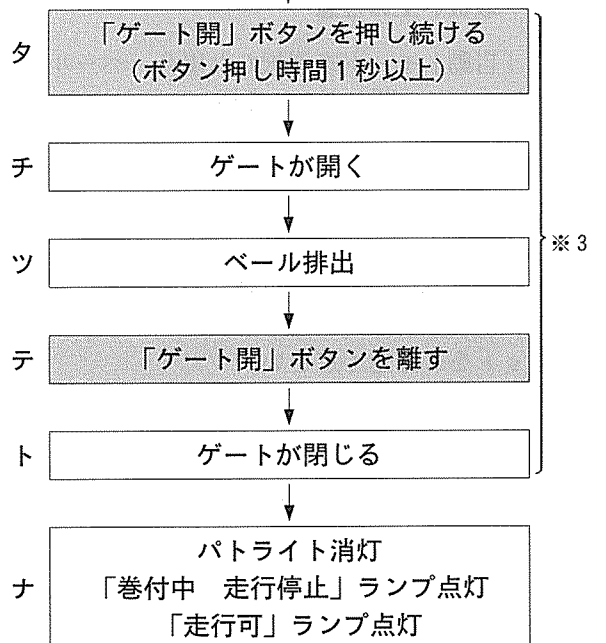 タ 「ゲート開」ボタンを押し続ける
（ボタン押し時間1秒以上）
チ ゲートが開く
ツ ベール排出
※3
テ 「ゲート開」ボタンを離す
ト ゲートが閉じる
パトライト消灯
ナ 「巻付中　走行停止」ランプ点灯
「走行可」ランプ点灯